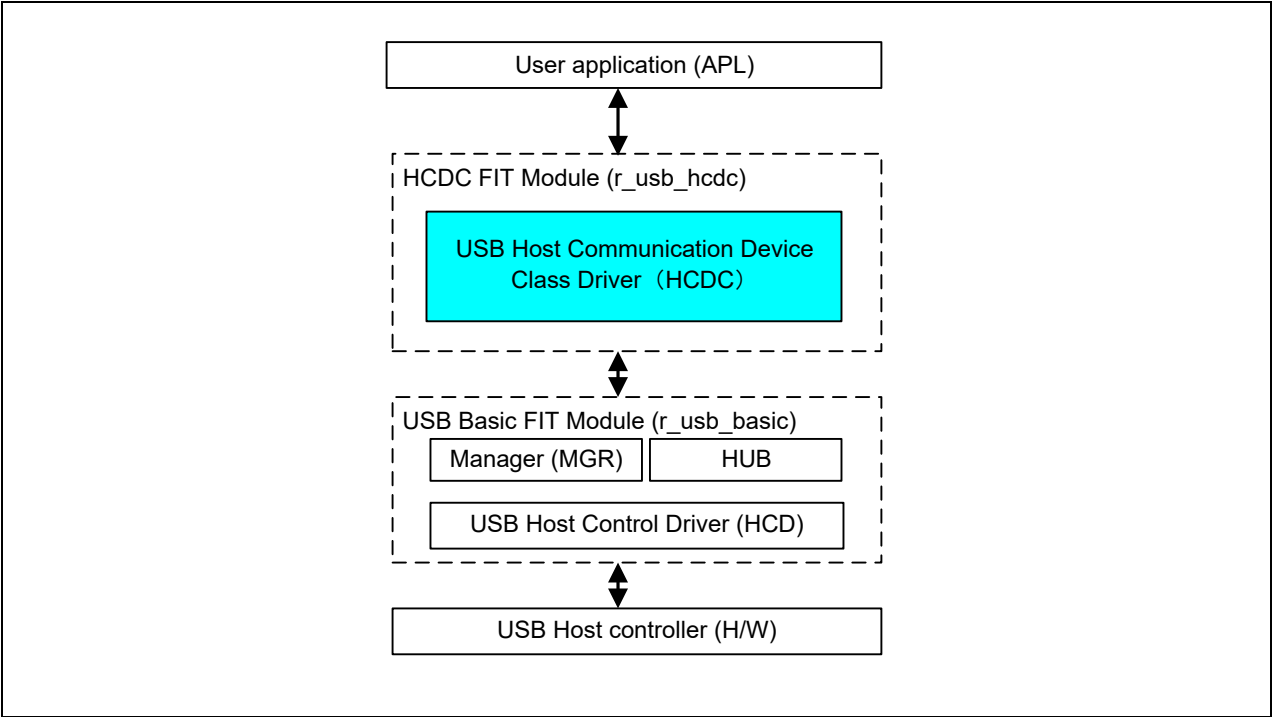 User application (APL)
HCDC FIT Module (r_usb_hcdc)
USB Host Communication Device
Class Driver（HCDC）
USB Basic FIT Module (r_usb_basic)
Manager (MGR)
HUB
USB Host Control Driver (HCD)
USB Host controller (H/W)